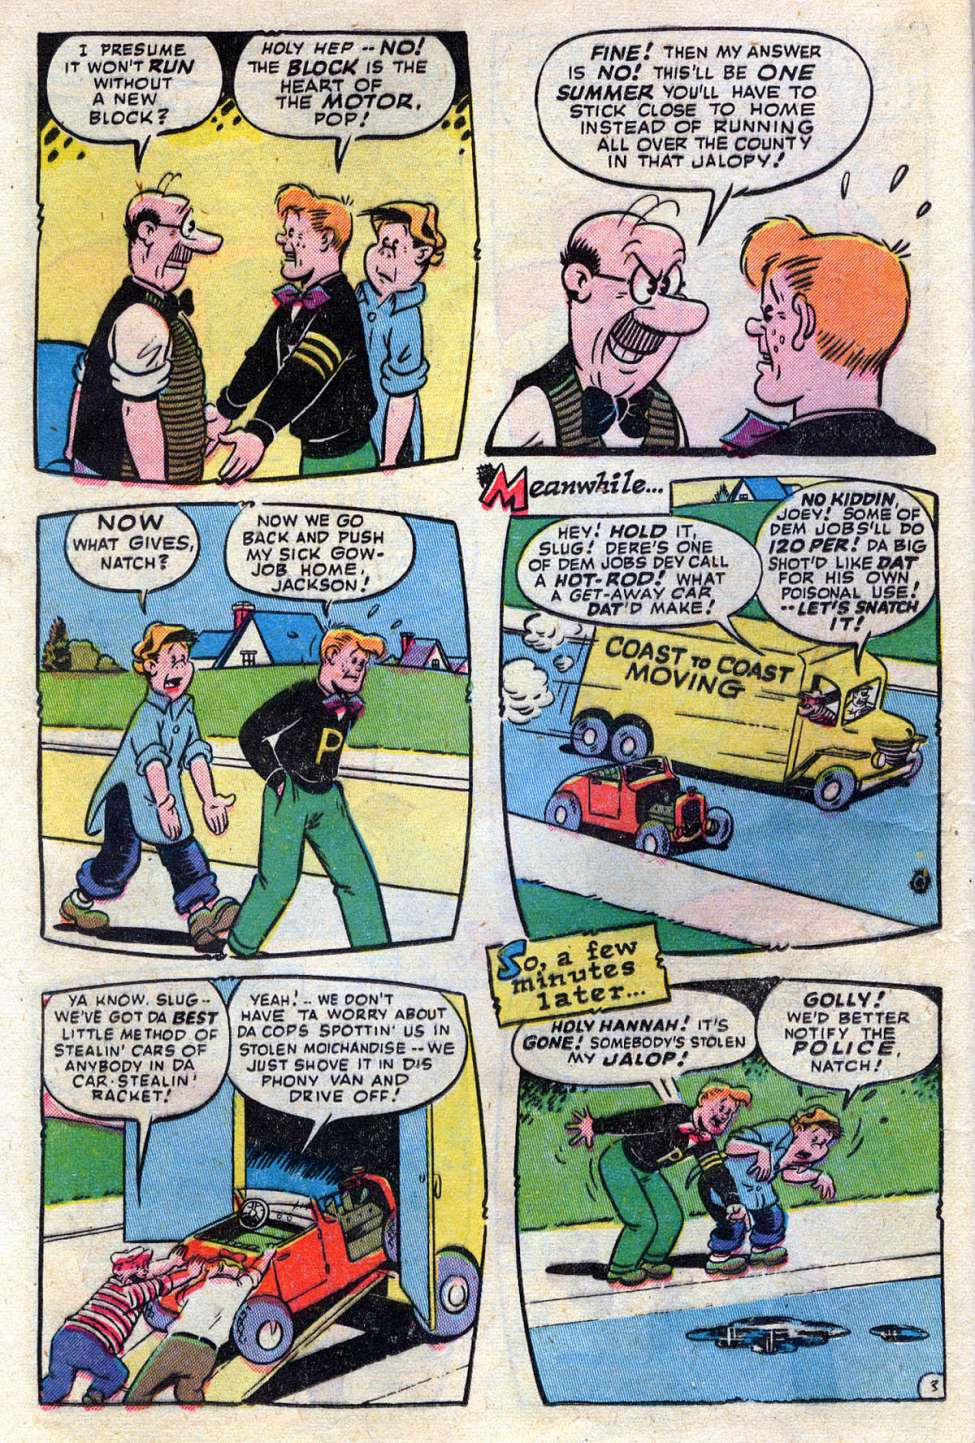 I PRESUME
IT WON'T RUN
WITHOUT
A NEW
BLOCK?
HOLY HEP -- NO!
THE BLOCK IS THE
HEART OF
THE MOTOR,
POP!
FINE! THEN MY ANSWER
IS NO! THIS'LL BE ONE
SUMMER YOU'LL HAVE TO
STICK CLOSE TO HOME
INSTEAD OF RUNNING
ALL OVER THE COUNTY
IN THAT JALOPY!
NOW
WHAT GIVES,
NATCH?
NOW WE GO
BACK AND PUSH
MY SICK GOW-
JOB HOME,
JACKSON!
P
Meanwhile...
HEY! HOLD IT,
SLUG! DERE'S ONE
OF DEM JOBS DEY CALL
A HOT-ROD! WHAT
A GET-AWAY CAR
DAT'D MAKE!
NO KIDDIN,
JOEY! SOME OF
DEM JOBS'LL DO
120 PER! DA BIG
SHOT'D LIKE DAT
FOR HIS OWN
POISONAL USE!
--LET'S SNATCH
IT!
COAST TO COAST
MOVING
YA KNOW, SLUG--
WE'VE GOT DA BEST
LITTLE METHOD OF
STEALIN' CARS OF
ANYBODY IN DA
CAR-STEALIN'
RACKET!
YEAH!-- WE DON'T
HAVE TA WORRY ABOUT
DA COPS SPOTTIN' US IN
STOLEN MOICHANDISE--WE
JUST SHOVE IT IN DIS
PHONY VAN AND
DRIVE OFF!
So, a few
minutes
later...
HOLY HANNAH! IT'S
GONE! SOMEBODY'S STOLEN
MY JALOP!
GOLLY!
WE'D BETTER
NOTIFY THE
POLICE,
NATCH!
3